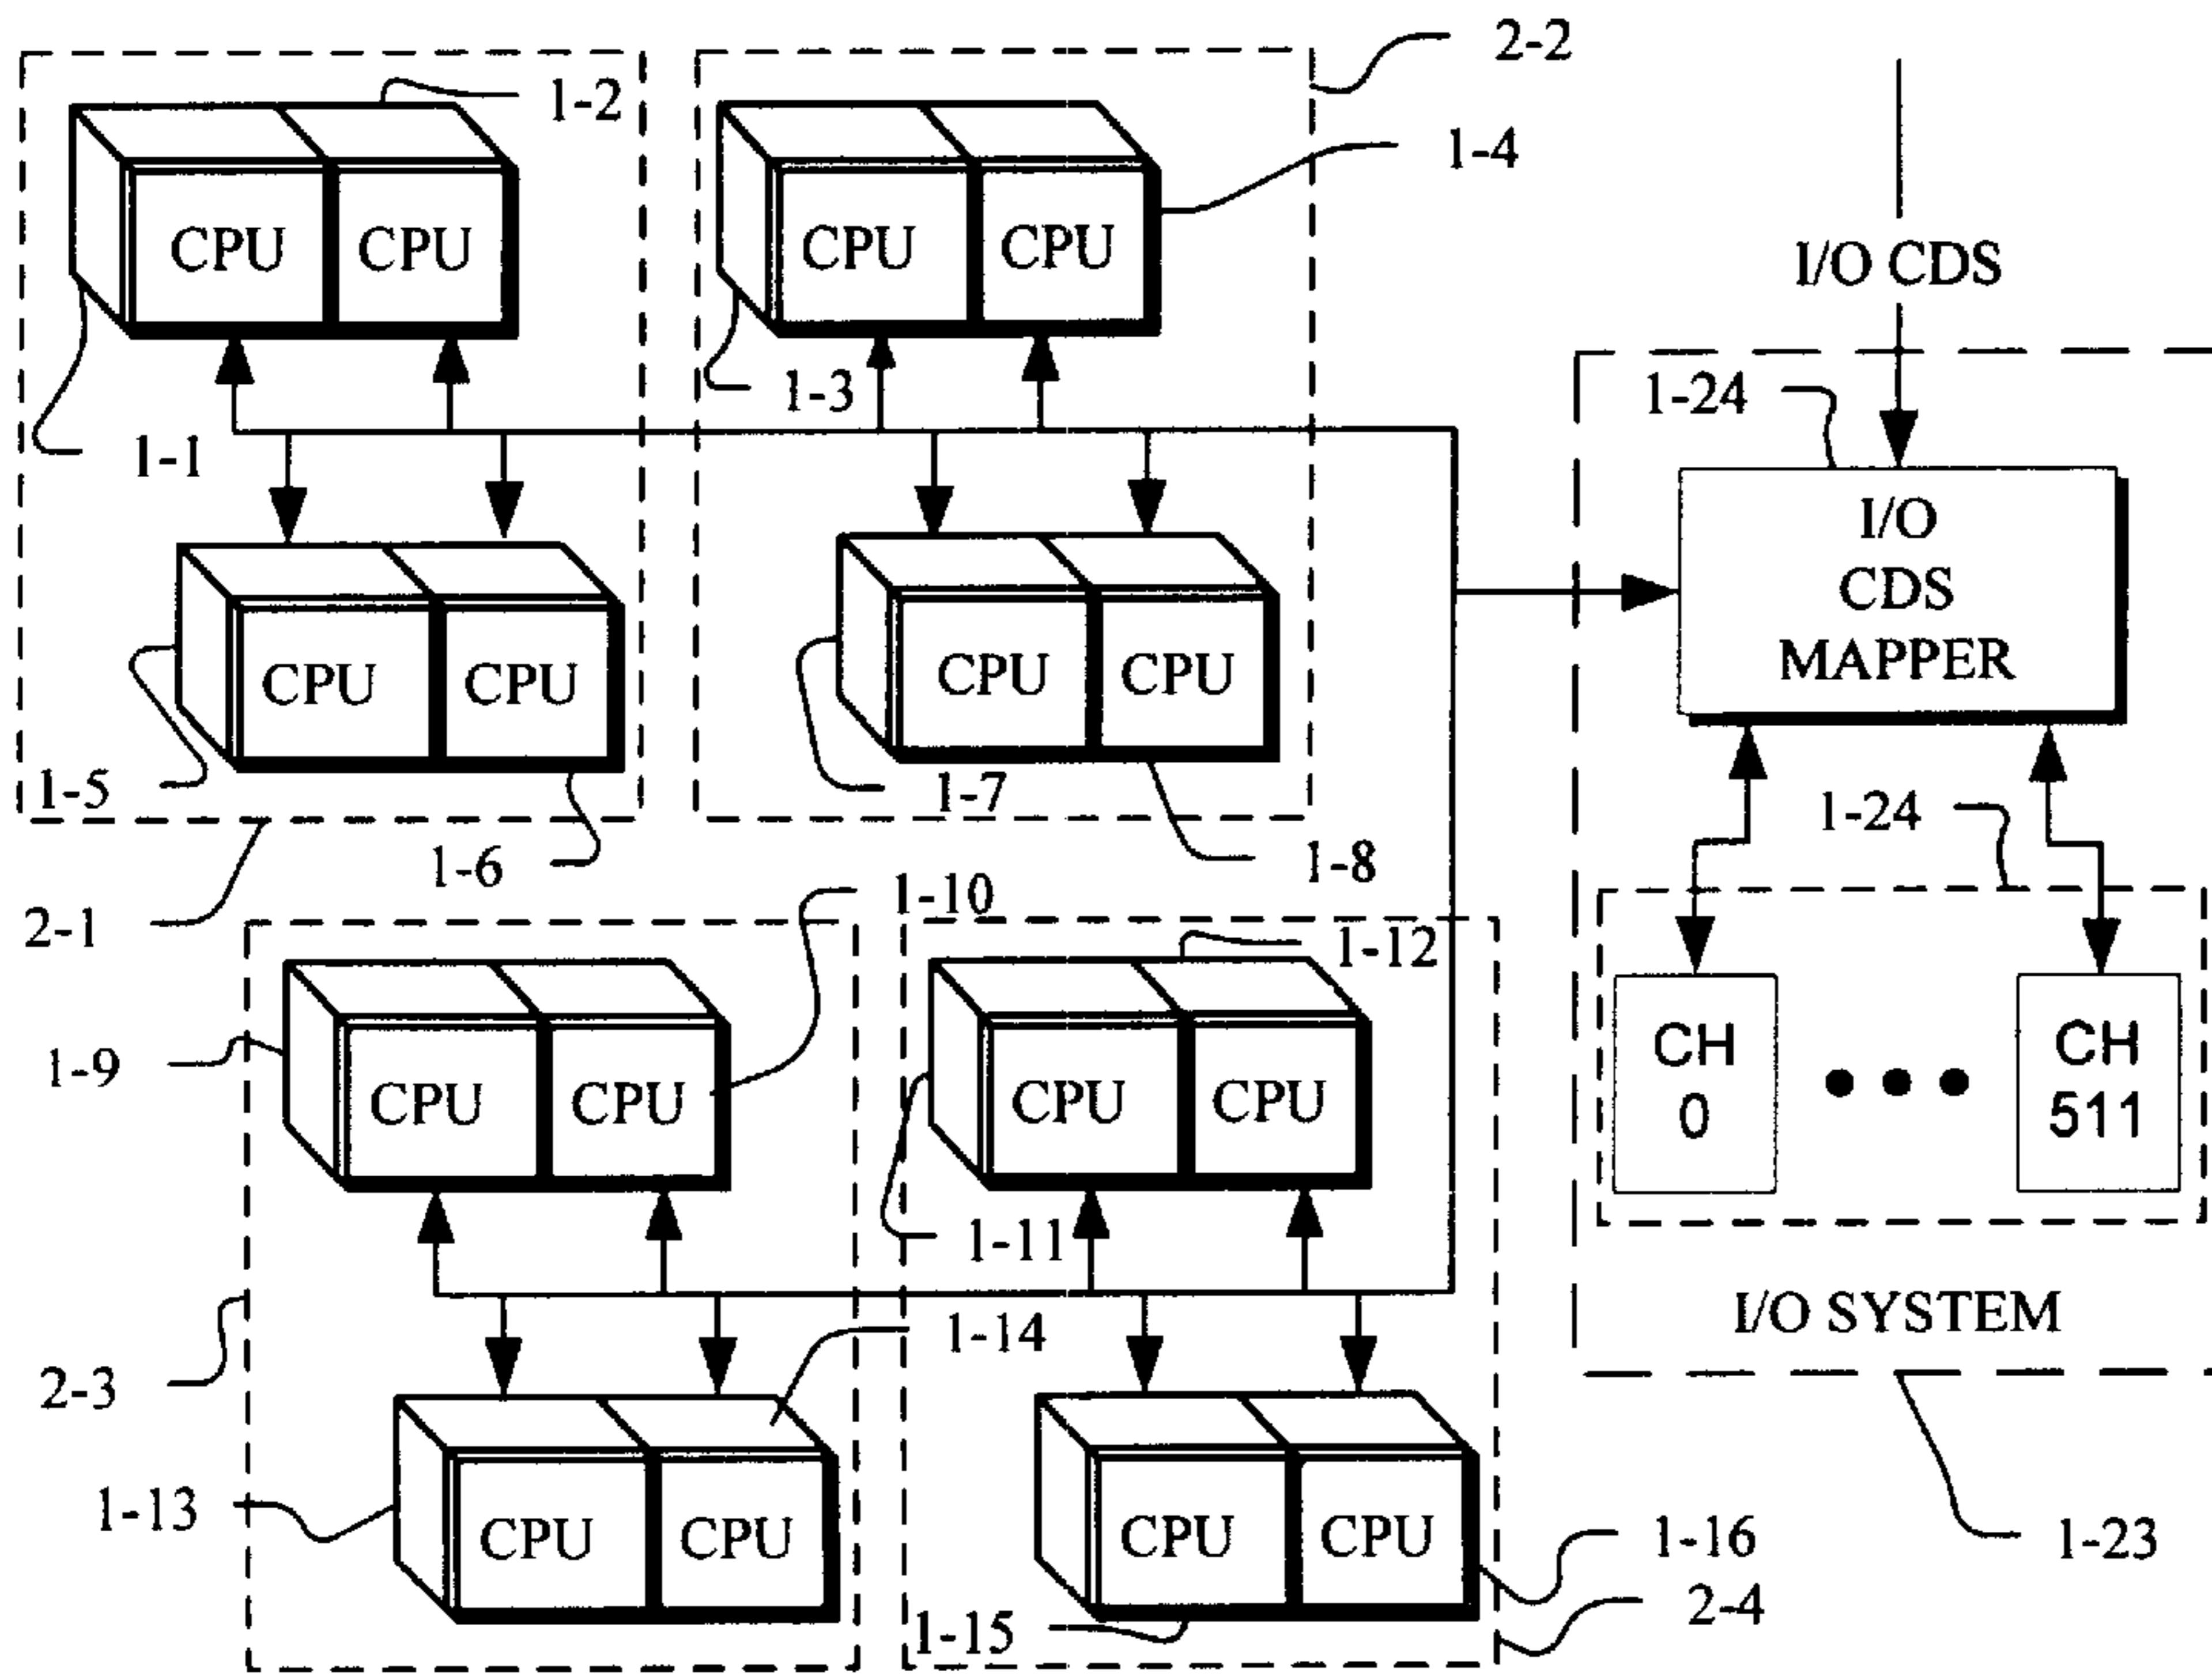 2-2
1-2
1-4
CPU CPU
CPU CPU
I/O CDS
1-3
1-24
1-1
I/O
CDS
MAPPER
CPU CPU
CPU CPU
1-5
1-7
1-24
1-6
1-8
1-10
2-1
1-12
1-9
CPU CPU
CPU CPU
CH
0
CH
511
1-11
I/O SYSTEM
1-14
2-3
1-13
CPU CPU
CPU CPU
1-16
1-23
2-4
1-15